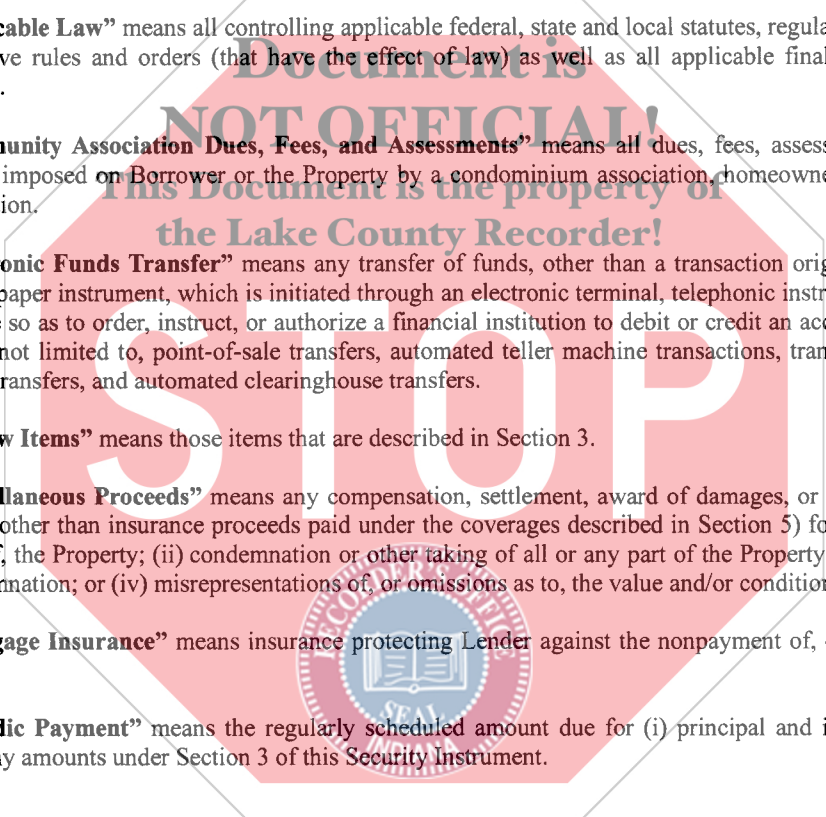 cable Law” means all controlling applicable federal, state and local statutes, regula
ve rules and orders (that have the effect of law) as well as all applicable final
.
Document is
NOT OFFICIAL!
unity Association Dues, Fees, and Assessments” means all dues, fees, assess
imposed on Borrower or the Property by a condominium association, homeowne
This Document is the property of
ion.
the Lake County Recorder!
onic Funds Transfer” means any transfer of funds, other than a transaction orig
paper instrument, which is initiated through an electronic terminal, telephonic instr
so as to order, instruct, or authorize a financial institution to debit or credit an acc
not limited to, point-of-sale transfers, automated teller machine transactions, tran
ransfers, and automated clearinghouse transfers.
STOP
w Items” means those items that are described in Section 3.
llaneous Proceeds” means any compensation, settlement, award of damages, or
other than insurance proceeds paid under the coverages described in Section 5) fo
, the Property; (ii) condemnation or other taking of all or any part of the Property
nnation; or (iv) misrepresentations of, or omissions as to, the value and/or condition
RECORDER'S OFFICE
gage Insurance” means insurance protecting Lender against the nonpayment of,
SEAL
INDIANA
dic Payment” means the regularly scheduled amount due for (i) principal and i
y amounts under Section 3 of this Security Instrument.